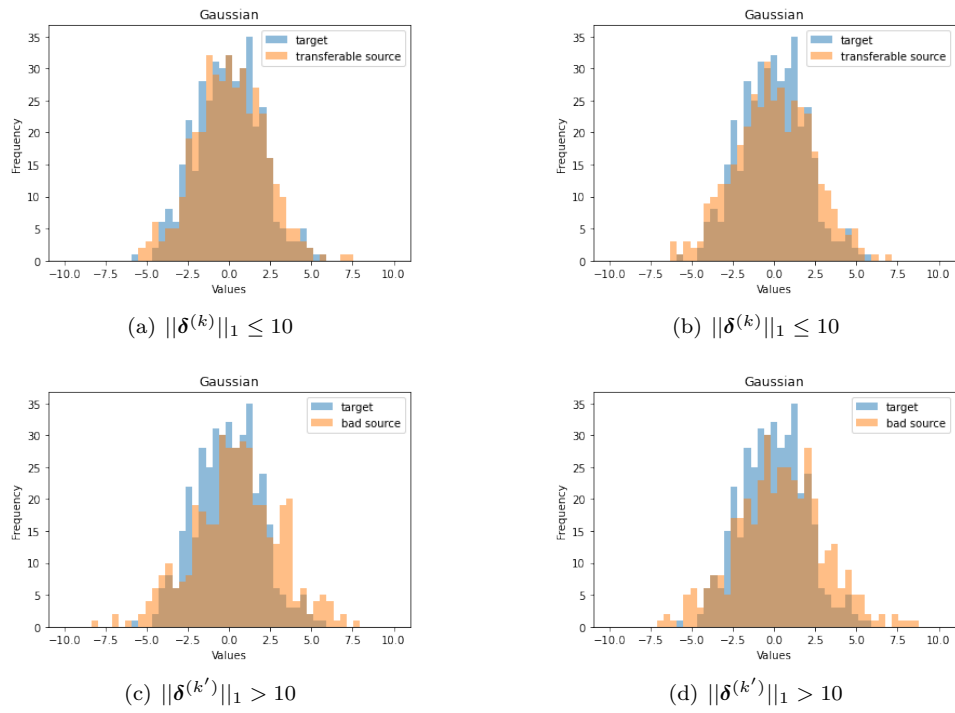 Gaussian
target
transferable source
Frequency
35
30
25
20
15
10
5
0
−10.0 −7.5 −5.0 −2.5 0.0 2.5 5.0 7.5 10.0
Values
(a) ||δ^(k)||₁ ≤ 10
Gaussian
target
transferable source
Frequency
35
30
25
20
15
10
5
0
−10.0 −7.5 −5.0 −2.5 0.0 2.5 5.0 7.5 10.0
Values
(b) ||δ^(k)||₁ ≤ 10
Gaussian
target
bad source
Frequency
35
30
25
20
15
10
5
0
−10.0 −7.5 −5.0 −2.5 0.0 2.5 5.0 7.5 10.0
Values
(c) ||δ^(k′)||₁ > 10
Gaussian
target
bad source
Frequency
35
30
25
20
15
10
5
0
−10.0 −7.5 −5.0 −2.5 0.0 2.5 5.0 7.5 10.0
Values
(d) ||δ^(k′)||₁ > 10